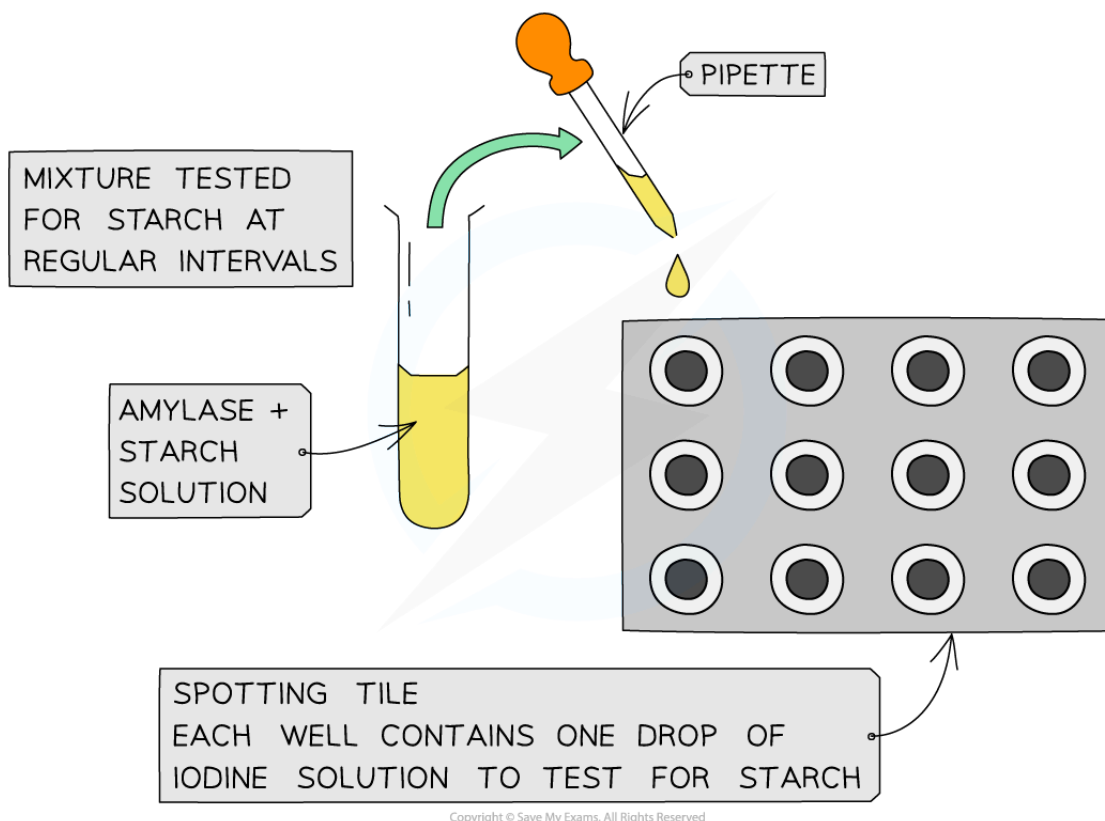 PIPETTE
MIXTURE TESTED
FOR STARCH AT
REGULAR INTERVALS
AMYLASE +
STARCH
SOLUTION
SPOTTING TILE
EACH WELL CONTAINS ONE DROP OF
IODINE SOLUTION TO TEST FOR STARCH
Copyright © Save My Exams. All Rights Reserved